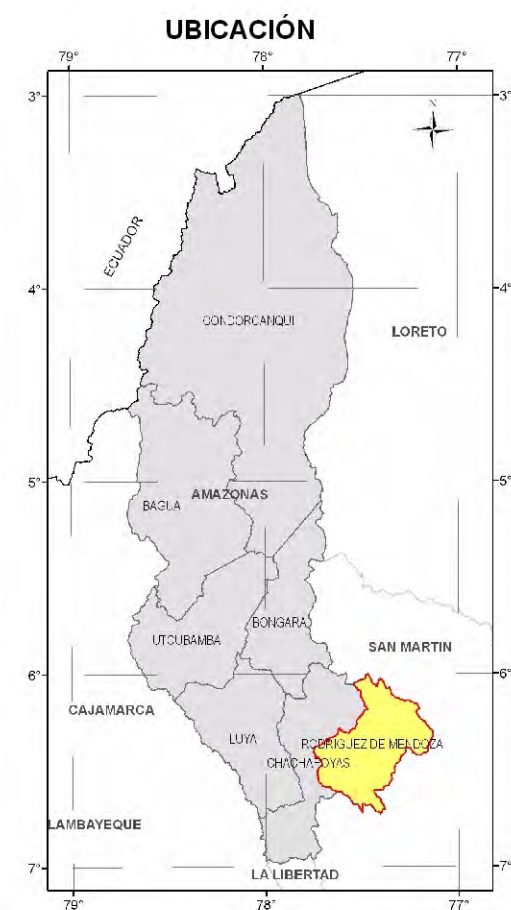 UBICACIÓN
79° 78° 77°
3° 3°
N
ECUADOR
4° 4°
CONDORCANQUI
LORETO
5° 5°
AMAZONAS
BAGUA
BONGARA
UTCUBAMBA
SAN MARTIN
6° 6°
CAJAMARCA
LUYA
RODRIGUEZ DE MENDOZA
CHACHAPOYAS
LAMBAYEQUE
7° 7°
LA LIBERTAD
79° 78° 77°